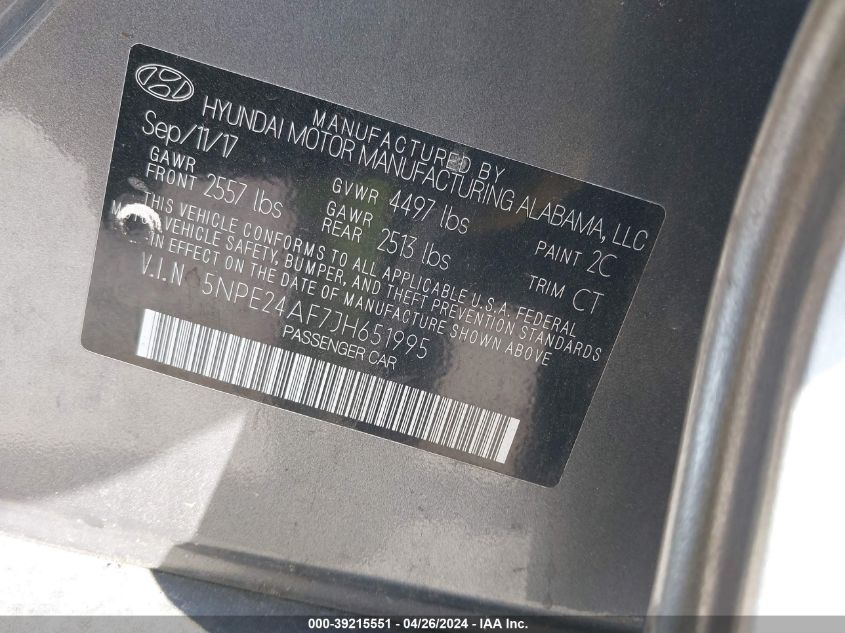 MANUFACTURED BY
HYUNDAI MOTOR MANUFACTURING ALABAMA, LLC
Sep/11/17
GVWR 4497 lbs
PAINT 2C
GAWR
FRONT 2557 lbs
GAWR
REAR 2513 lbs
TRIM CT
THIS VEHICLE CONFORMS TO ALL APPLICABLE U.S.A. FEDERAL
MOTOR VEHICLE SAFETY, BUMPER, AND THEFT PREVENTION STANDARDS
IN EFFECT ON THE DATE OF MANUFACTURE SHOWN ABOVE
V.I.N 5NPE24AF7JH651995
PASSENGER CAR
000-39215551 / 04/26/2024 - IAA Inc.